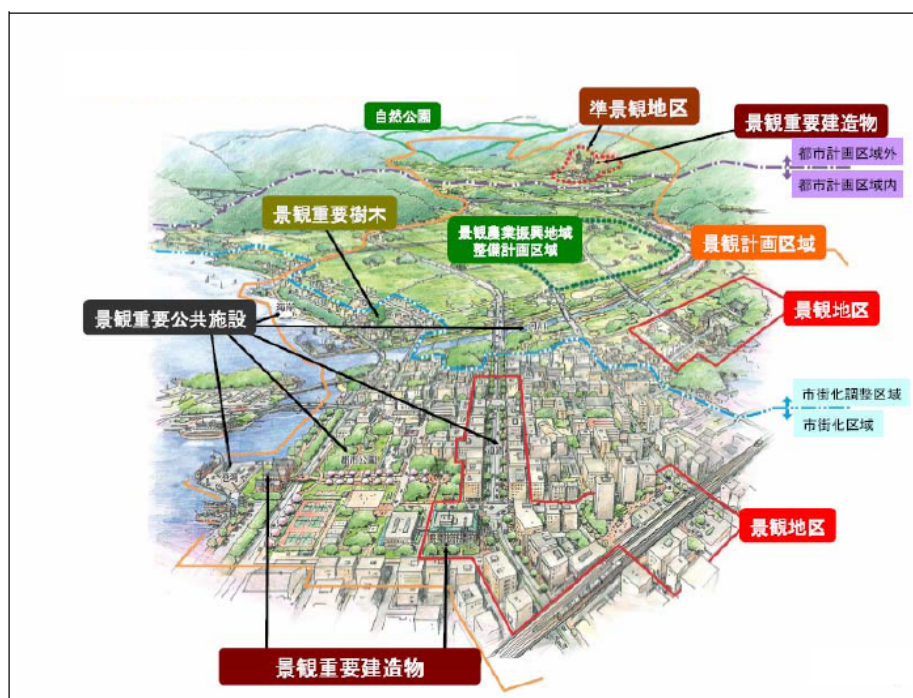 自然公園
準景観地区
景観重要建造物
都市計画区域外
都市計画区域内
景観重要樹木
景観農業振興地域
整備計画区域
景観計画区域
景観重要公共施設
景観地区
市街化調整区域
市街化区域
都市公園
景観地区
景観重要建造物